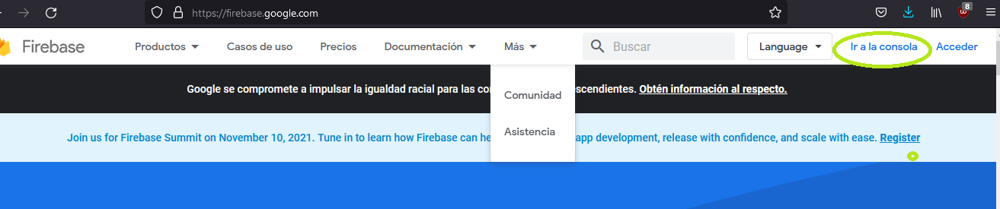 https://firebase.google.com
8
Firebase
Productos
Casos de uso
Precios
Documentación
Más
Buscar
Language
Ir a la consola
Acceder
Google se compromete a impulsar la igualdad racial para las co
escendientes. Obtén información al respecto.
Comunidad
Asistencia
Join us for Firebase Summit on November 10, 2021. Tune in to learn how Firebase can he
app development, release with confidence, and scale with ease. Register